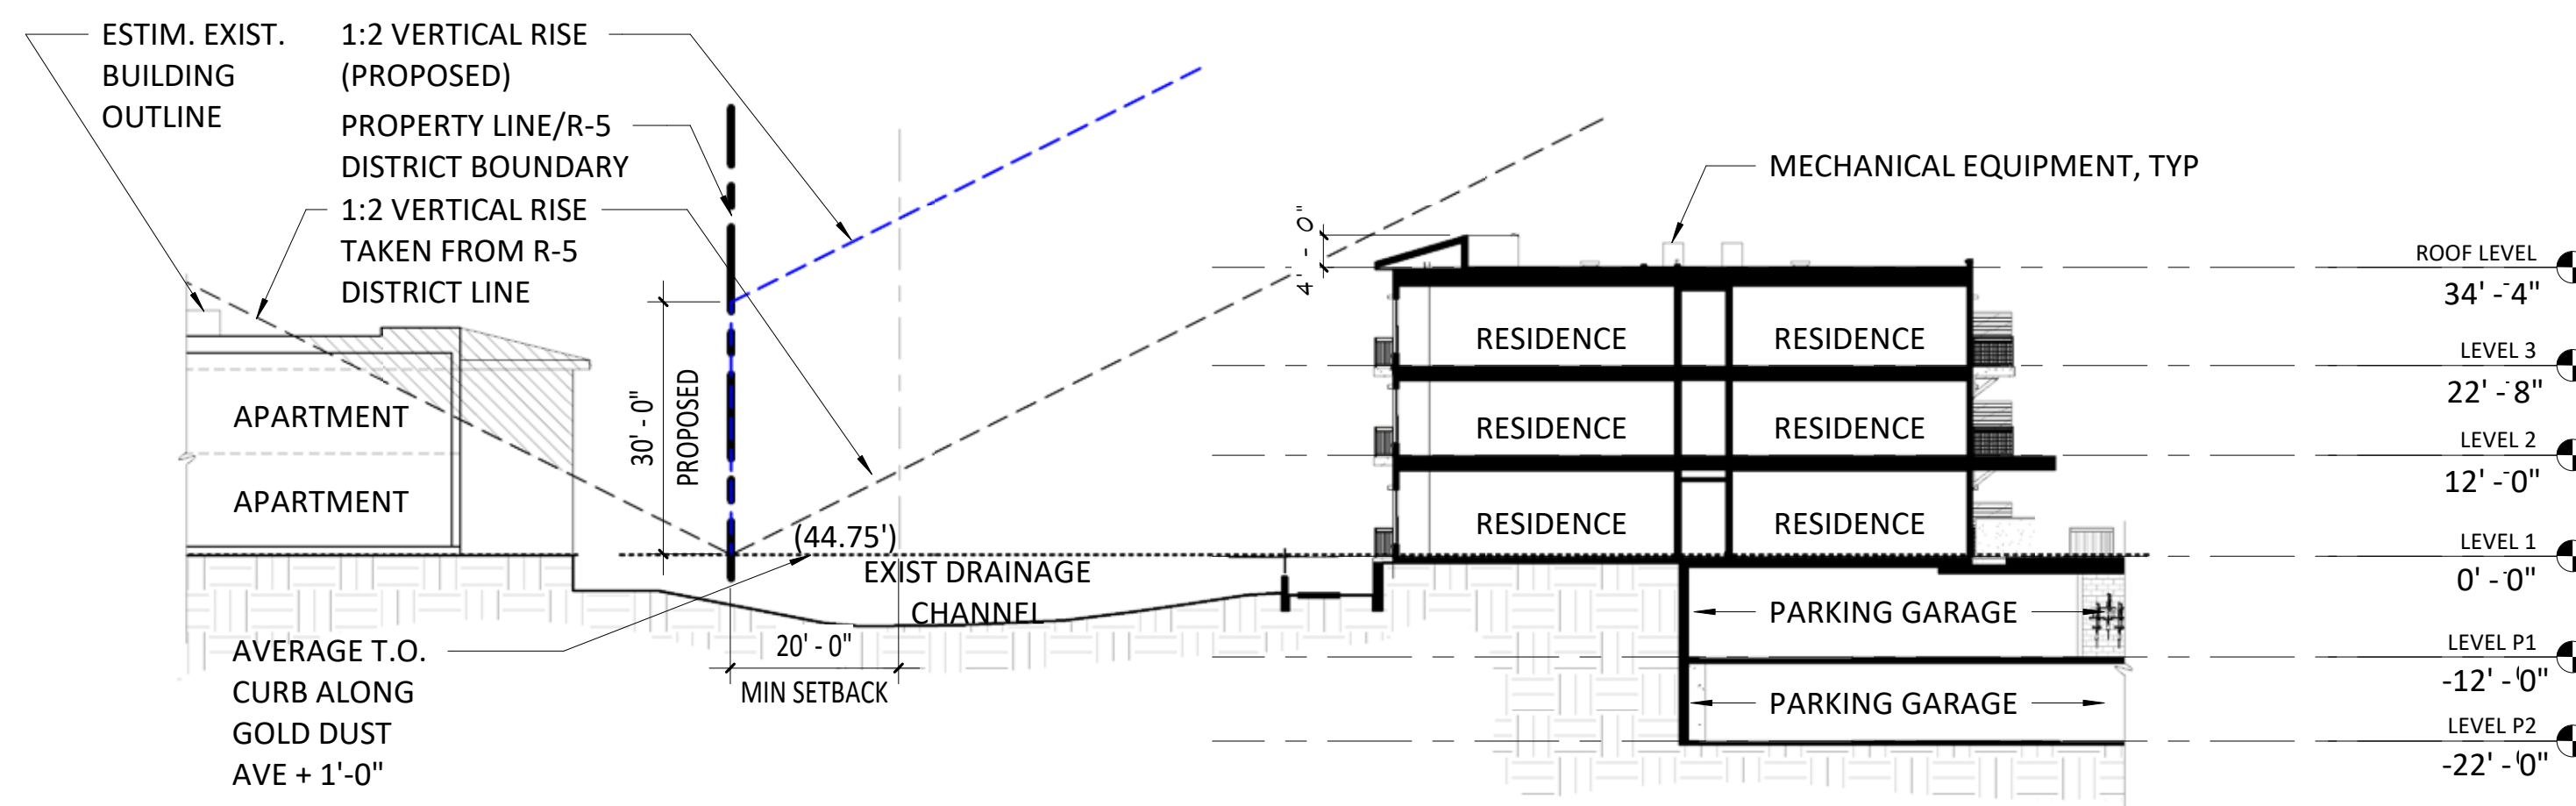 ESTIM. EXIST.
BUILDING
OUTLINE
1:2 VERTICAL RISE
(PROPOSED)
PROPERTY LINE/R-5
DISTRICT BOUNDARY
1:2 VERTICAL RISE
TAKEN FROM R-5
DISTRICT LINE
MECHANICAL EQUIPMENT, TYP
4' - 0"
ROOF LEVEL
34' - 4"
LEVEL 3
22' - 8"
LEVEL 2
12' - 0"
LEVEL 1
0' - 0"
LEVEL P1
-12' - 0"
LEVEL P2
-22' - 0"
APARTMENT
APARTMENT
30' - 0"
PROPOSED
RESIDENCE
RESIDENCE
RESIDENCE
RESIDENCE
RESIDENCE
RESIDENCE
(44.75')
EXIST DRAINAGE
CHANNEL
PARKING GARAGE
PARKING GARAGE
20' - 0"
MIN SETBACK
AVERAGE T.O.
CURB ALONG
GOLD DUST
AVE + 1'-0"